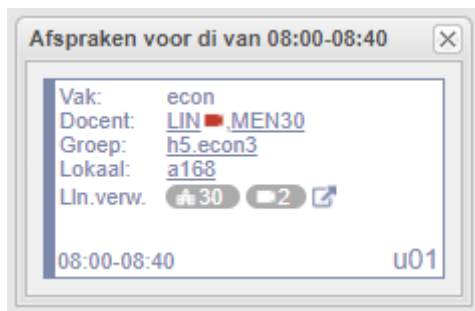 Afspraken voor di van 08:00-08:40
Vak: econ
Docent: LIN ,MEN30
Groep: h5.econ3
Lokaal: a168
Lln.verw. 30 2
08:00-08:40 u01